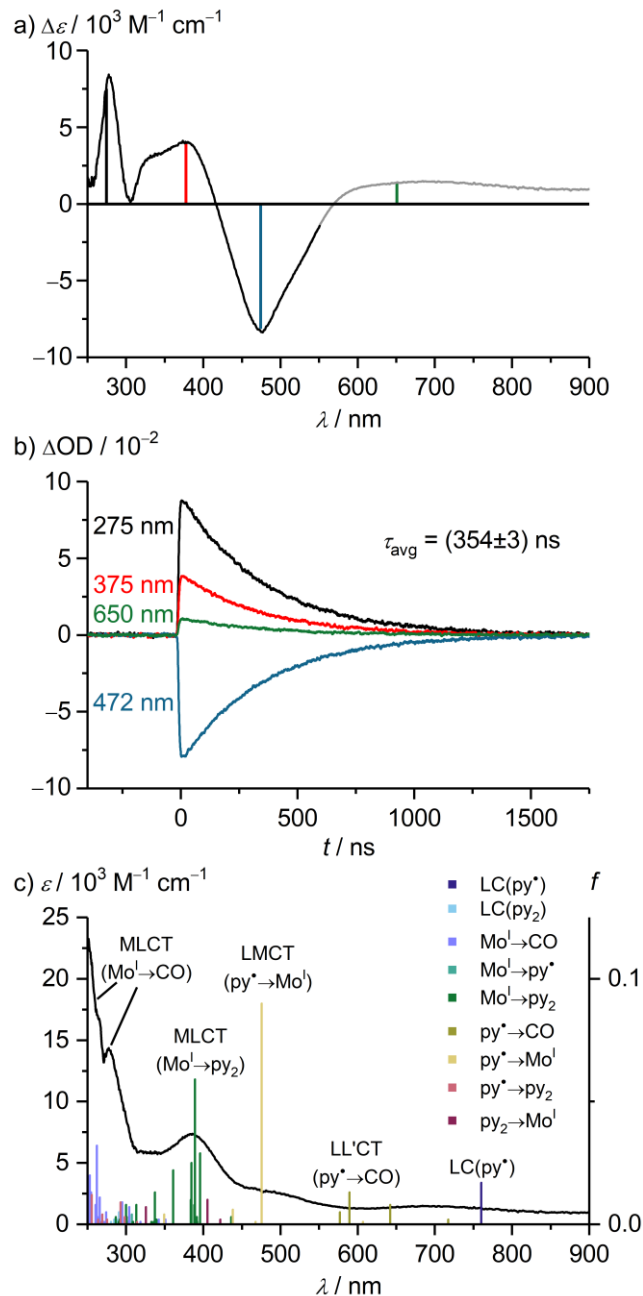 a) Δε / 10³ M⁻¹ cm⁻¹
10
5
0
−5
−10
300 400 500 600 700 800 900
λ / nm
b) ΔOD / 10⁻²
10
5
0
−5
−10
275 nm
375 nm
650 nm
472 nm
τavg = (354±3) ns
0 500 1000 1500
t / ns
c) ε / 10³ M⁻¹ cm⁻¹
f
25
20
15
10
5
0
0.1
0.0
MLCT
(Moᴵ→CO)
MLCT
(Moᴵ→py₂)
LMCT
(py•→Moᴵ)
LL'CT
(py•→CO)
LC(py•)
LC(py•)
LC(py₂)
Moᴵ→CO
Moᴵ→py•
Moᴵ→py₂
py•→CO
py•→Moᴵ
py•→py₂
py₂→Moᴵ
300 400 500 600 700 800 900
λ / nm